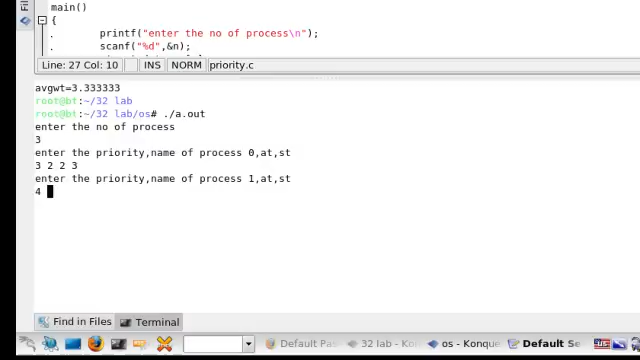 main()
{
printf("enter the no of process\n");
scanf("%d",&n);
Line: 27 Col: 10 INS NORM priority.c
avgwt=3.333333
root@bt:~/32 lab
root@bt:~/32 lab/os# ./a.out
enter the no of process
3
enter the priority,name of process 0,at,st
3 2 2 3
enter the priority,name of process 1,at,st
4
Find in Files Terminal
Default Pa 32 lab - Kon os - Konque Default Se